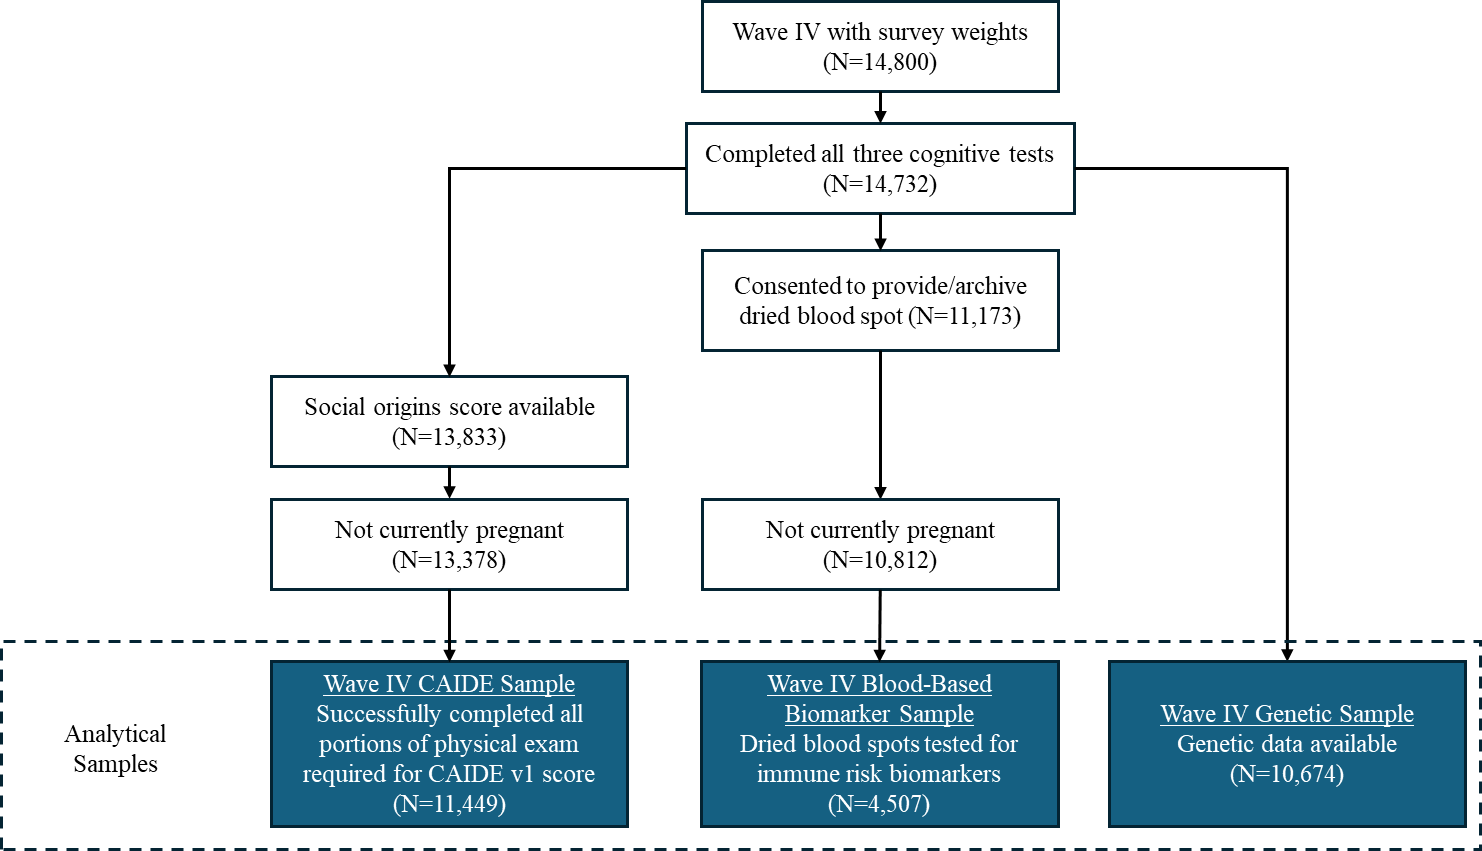 Wave IV with survey weights
(N=14,800)
Completed all three cognitive tests
(N=14,732)
Consented to provide/archive
dried blood spot (N=11,173)
Social origins score available
(N=13,833)
Not currently pregnant
(N=13,378)
Not currently pregnant
(N=10,812)
Analytical
Samples
Wave IV CAIDE Sample
Successfully completed all
portions of physical exam
required for CAIDE v1 score
(N=11,449)
Wave IV Blood-Based
Biomarker Sample
Dried blood spots tested for
immune risk biomarkers
(N=4,507)
Wave IV Genetic Sample
Genetic data available
(N=10,674)